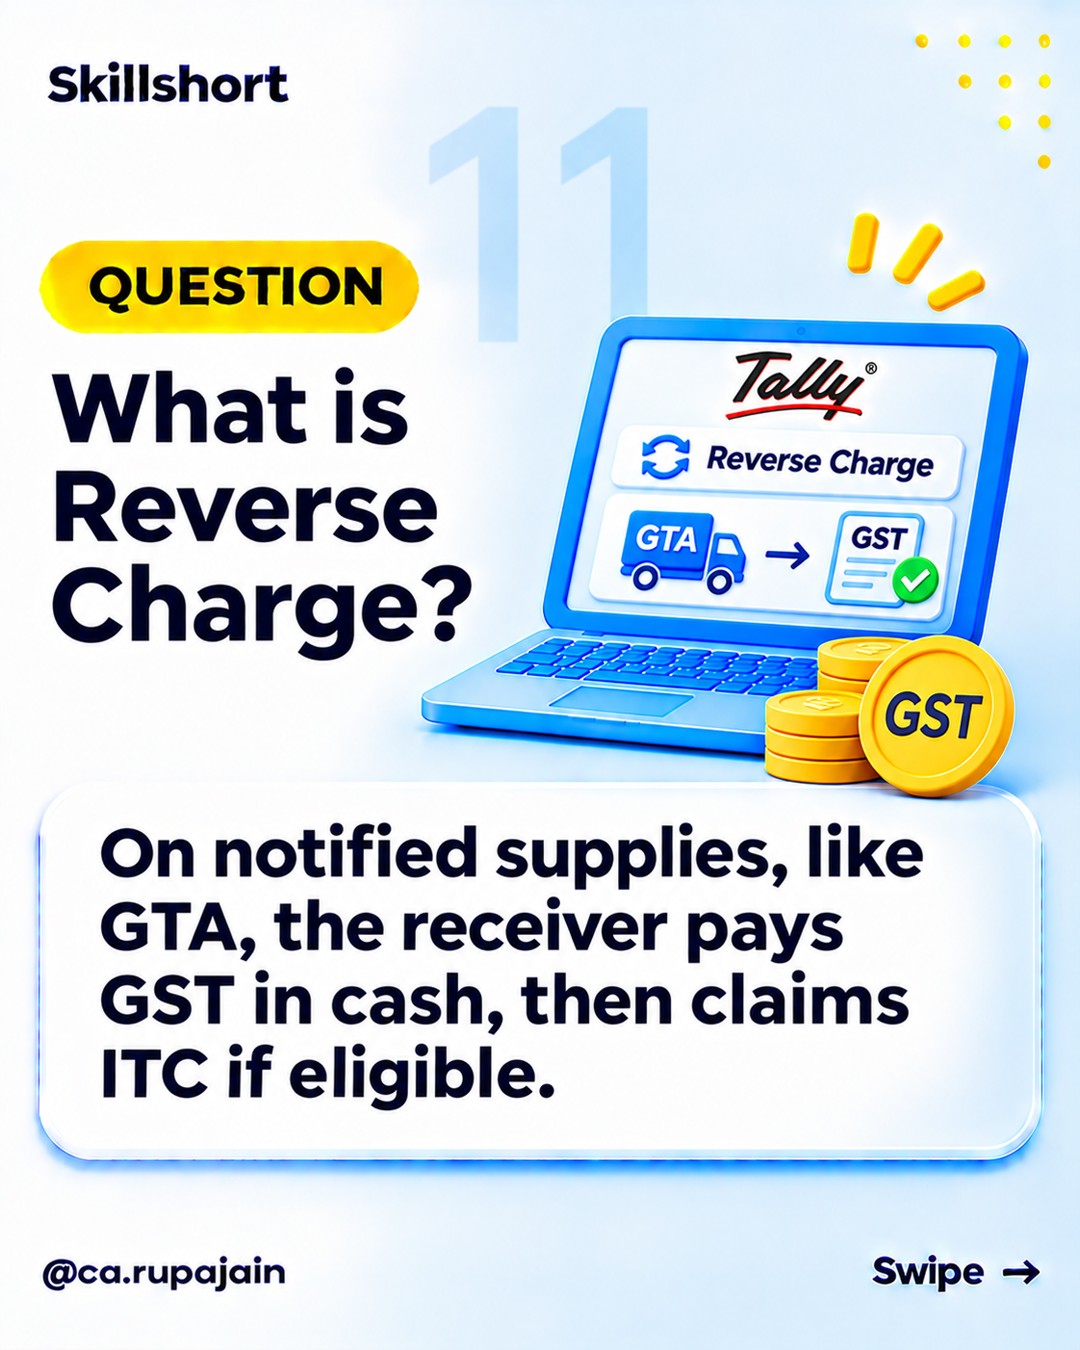 Skillshort
11
QUESTION
What is
Reverse
Charge?
Tally®
Reverse Charge
GTA
GST
GST
On notified supplies, like
GTA, the receiver pays
GST in cash, then claims
ITC if eligible.
@ca.rupajain
Swipe →